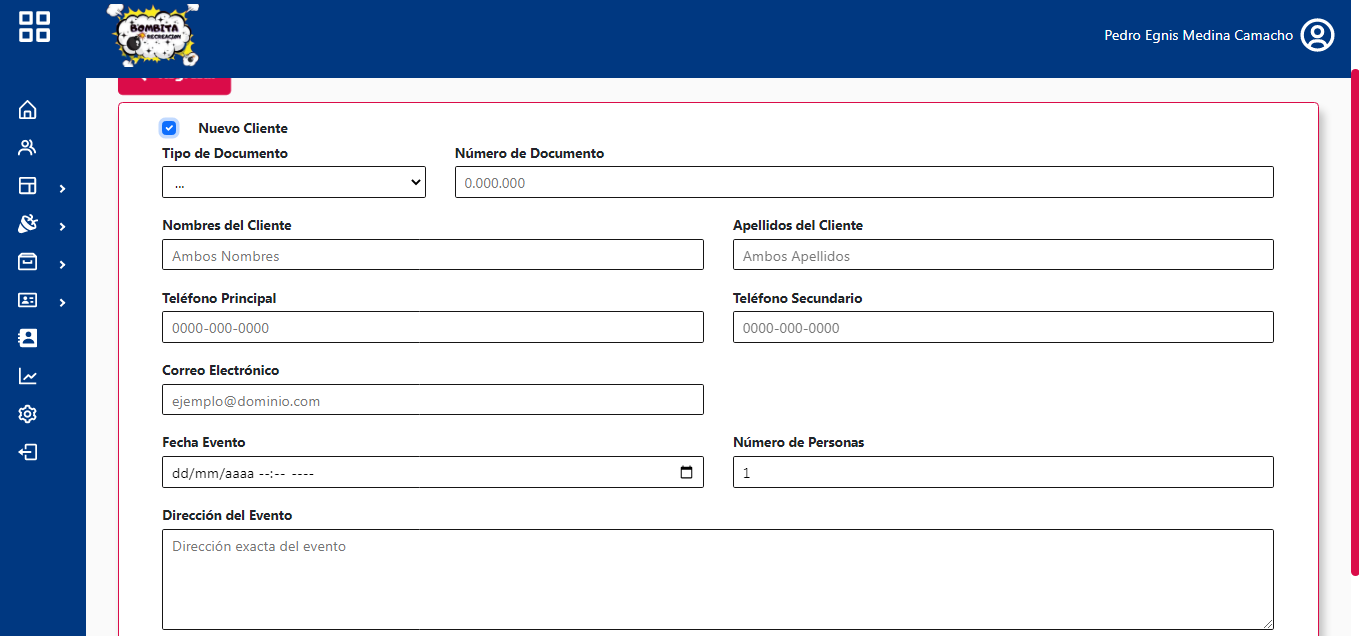 BOMBITA
RECREACION
Pedro Egnis Medina Camacho
Nuevo Cliente
Tipo de Documento
Número de Documento
...
0.000.000
Nombres del Cliente
Apellidos del Cliente
Ambos Nombres
Ambos Apellidos
Teléfono Principal
Teléfono Secundario
0000-000-0000
0000-000-0000
Correo Electrónico
ejemplo@dominio.com
Fecha Evento
Número de Personas
dd/mm/aaaa --:-- ----
1
Dirección del Evento
Dirección exacta del evento